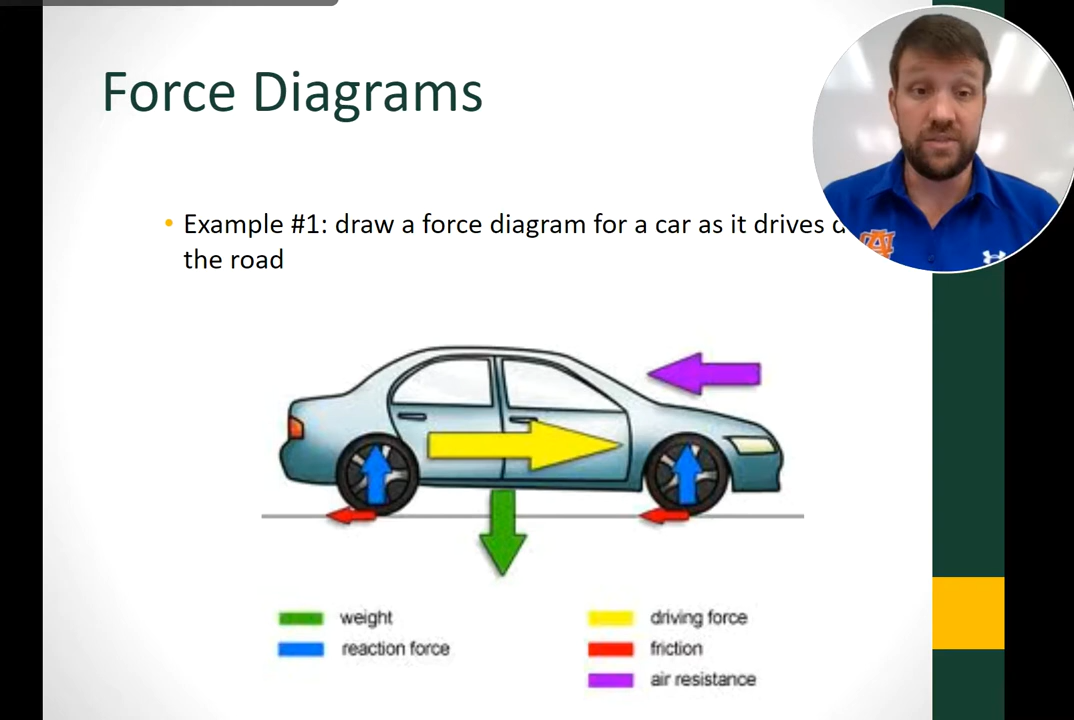 Force Diagrams
• Example #1: draw a force diagram for a car as it drives
the road
weight
driving force
reaction force
friction
air resistance